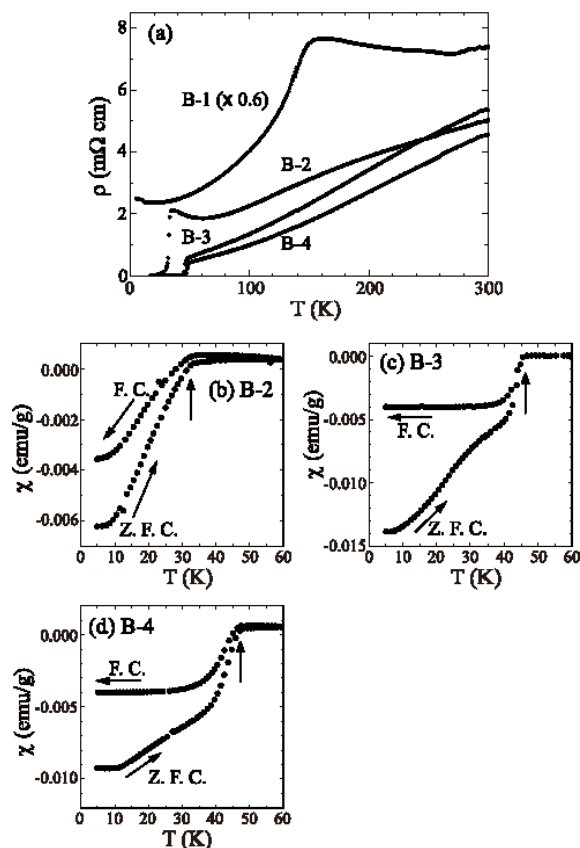 (a)
8
6
4
2
0
ρ (mΩ cm)
B-1 (x 0.6)
B-2
B-3
B-4
0 100 200 300
T (K)
0.000
-0.002
-0.004
-0.006
χ (emu/g)
F. C.
(b) B-2
Z. F. C.
0 10 20 30 40 50 60
T (K)
(c) B-3
0.000
-0.005
-0.010
-0.015
χ (emu/g)
F. C.
Z. F. C.
0 10 20 30 40 50 60
T (K)
(d) B-4
0.000
-0.005
-0.010
χ (emu/g)
F. C.
Z. F. C.
0 10 20 30 40 50 60
T (K)